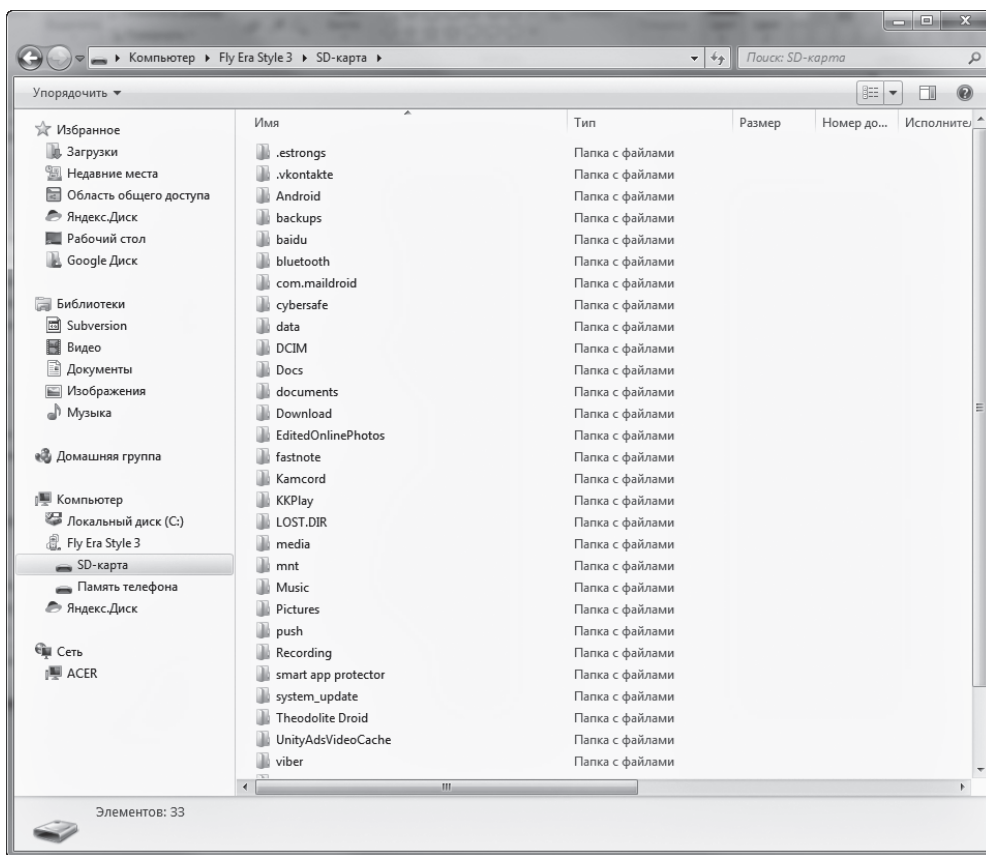 Компьютер ▸ Fly Era Style 3 ▸ SD-карта ▸
Поиск: SD-карта
Упорядочить
Избранное
Загрузки
Недавние места
Область общего доступа
Яндекс.Диск
Рабочий стол
Google Диск
Библиотеки
Subversion
Видео
Документы
Изображения
Музыка
Домашняя группа
Компьютер
Локальный диск (C:)
Fly Era Style 3
SD-карта
Память телефона
Яндекс.Диск
Сеть
ACER
Имя Тип Размер Номер до... Исполнител
.estrongs Папка с файлами
.vkontakte Папка с файлами
Android Папка с файлами
backups Папка с файлами
baidu Папка с файлами
bluetooth Папка с файлами
com.maildroid Папка с файлами
cybersafe Папка с файлами
data Папка с файлами
DCIM Папка с файлами
Docs Папка с файлами
documents Папка с файлами
Download Папка с файлами
EditedOnlinePhotos Папка с файлами
fastnote Папка с файлами
Kamcord Папка с файлами
KKPlay Папка с файлами
LOST.DIR Папка с файлами
media Папка с файлами
mnt Папка с файлами
Music Папка с файлами
Pictures Папка с файлами
push Папка с файлами
Recording Папка с файлами
smart app protector Папка с файлами
system_update Папка с файлами
Theodolite Droid Папка с файлами
UnityAdsVideoCache Папка с файлами
viber Папка с файлами
Элементов: 33